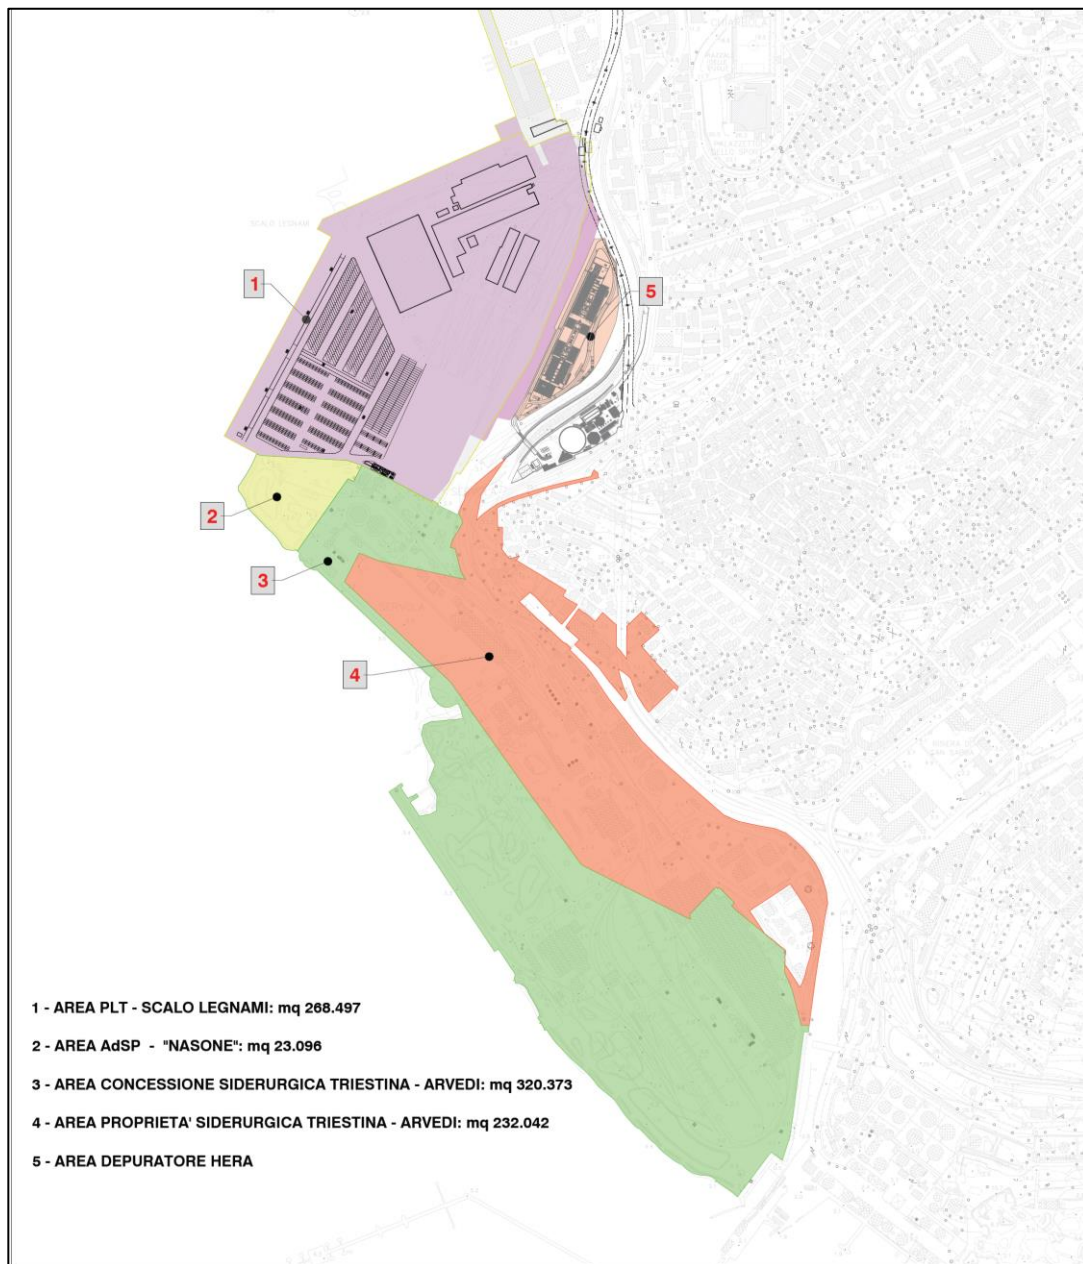 SCALO LEGNAMI
1
5
2
3
4
1 - AREA PLT - SCALO LEGNAMI: mq 268.497
2 - AREA AdSP - "NASONE": mq 23.096
3 - AREA CONCESSIONE SIDERURGICA TRIESTINA - ARVEDI: mq 320.373
4 - AREA PROPRIETA' SIDERURGICA TRIESTINA - ARVEDI: mq 232.042
5 - AREA DEPURATORE HERA